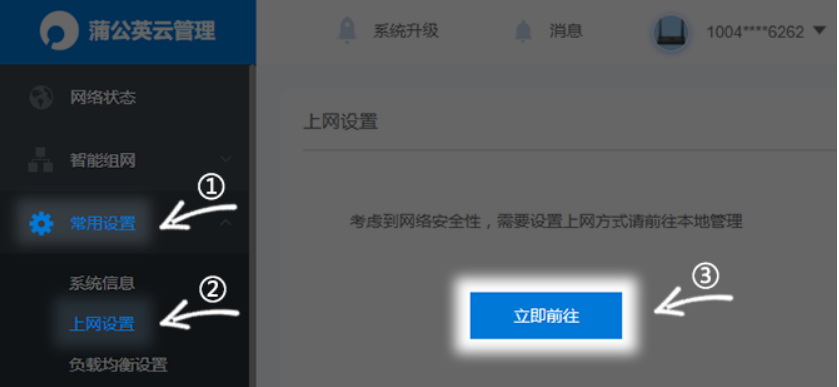 蒲公英云管理
系统升级
消息
1004****6262
网络状态
上网设置
智能组网
①
常用设置
考虑到网络安全性，需要设置上网方式请前往本地管理
系统信息
②
③
上网设置
立即前往
负载均衡设置